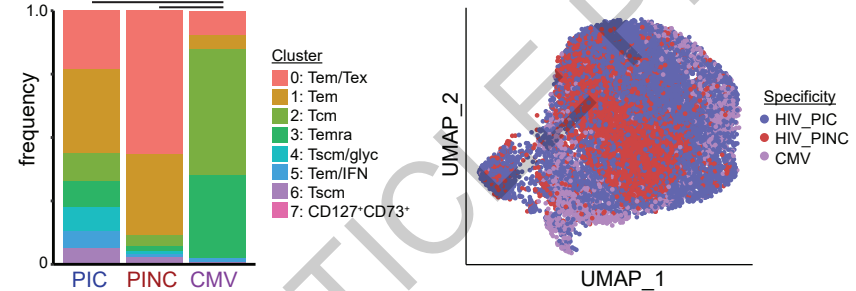 1.0
frequency
0
PIC PINC CMV
Cluster
0: Tem/Tex
1: Tem
2: Tcm
3: Temra
4: Tscm/glyc
5: Tem/IFN
6: Tscm
7: CD127⁺CD73⁺
UMAP_2
UMAP_1
Specificity
HIV_PIC
HIV_PINC
CMV
TICLE P